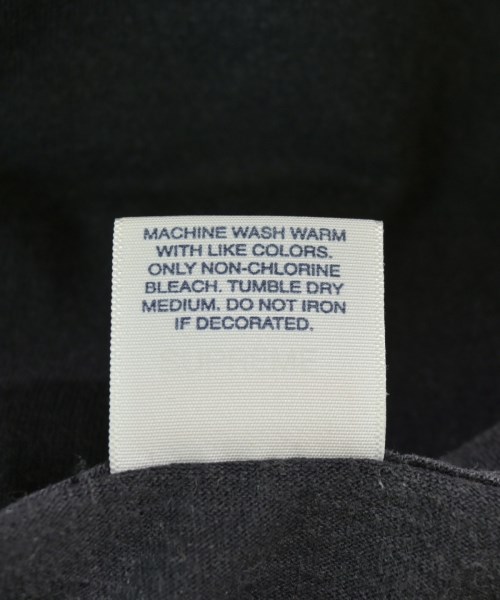 MACHINE WASH WARM
WITH LIKE COLORS.
ONLY NON-CHLORINE
BLEACH. TUMBLE DRY
MEDIUM. DO NOT IRON
IF DECORATED.